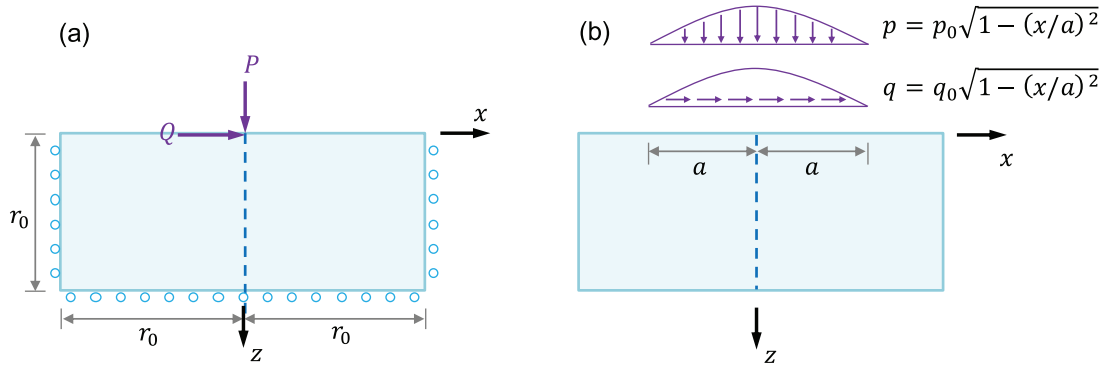 (a)
P
Q
x
r₀
r₀
r₀
z
(b)
p = p₀√1 − (x/a)²
q = q₀√1 − (x/a)²
x
a
a
z